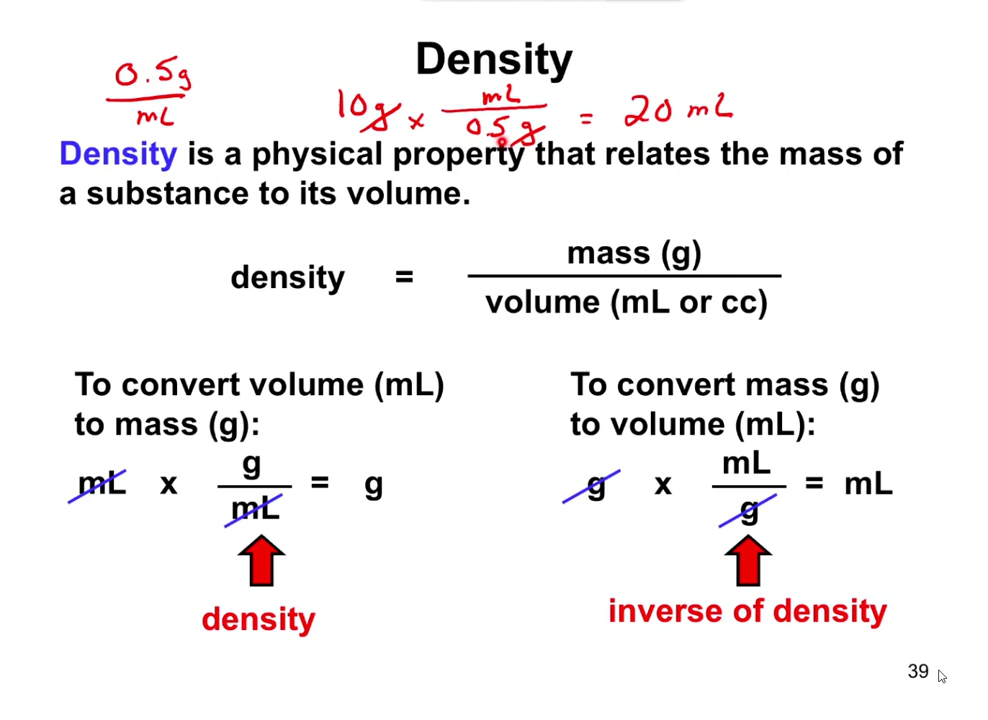 Density
0.5g
mL
10g x mL = 20 mL
0.5g
Density is a physical property that relates the mass of
a substance to its volume.
density = mass (g)
volume (mL or cc)
To convert volume (mL)
to mass (g):
mL x g = g
mL
density
To convert mass (g)
to volume (mL):
g x mL = mL
g
inverse of density
39